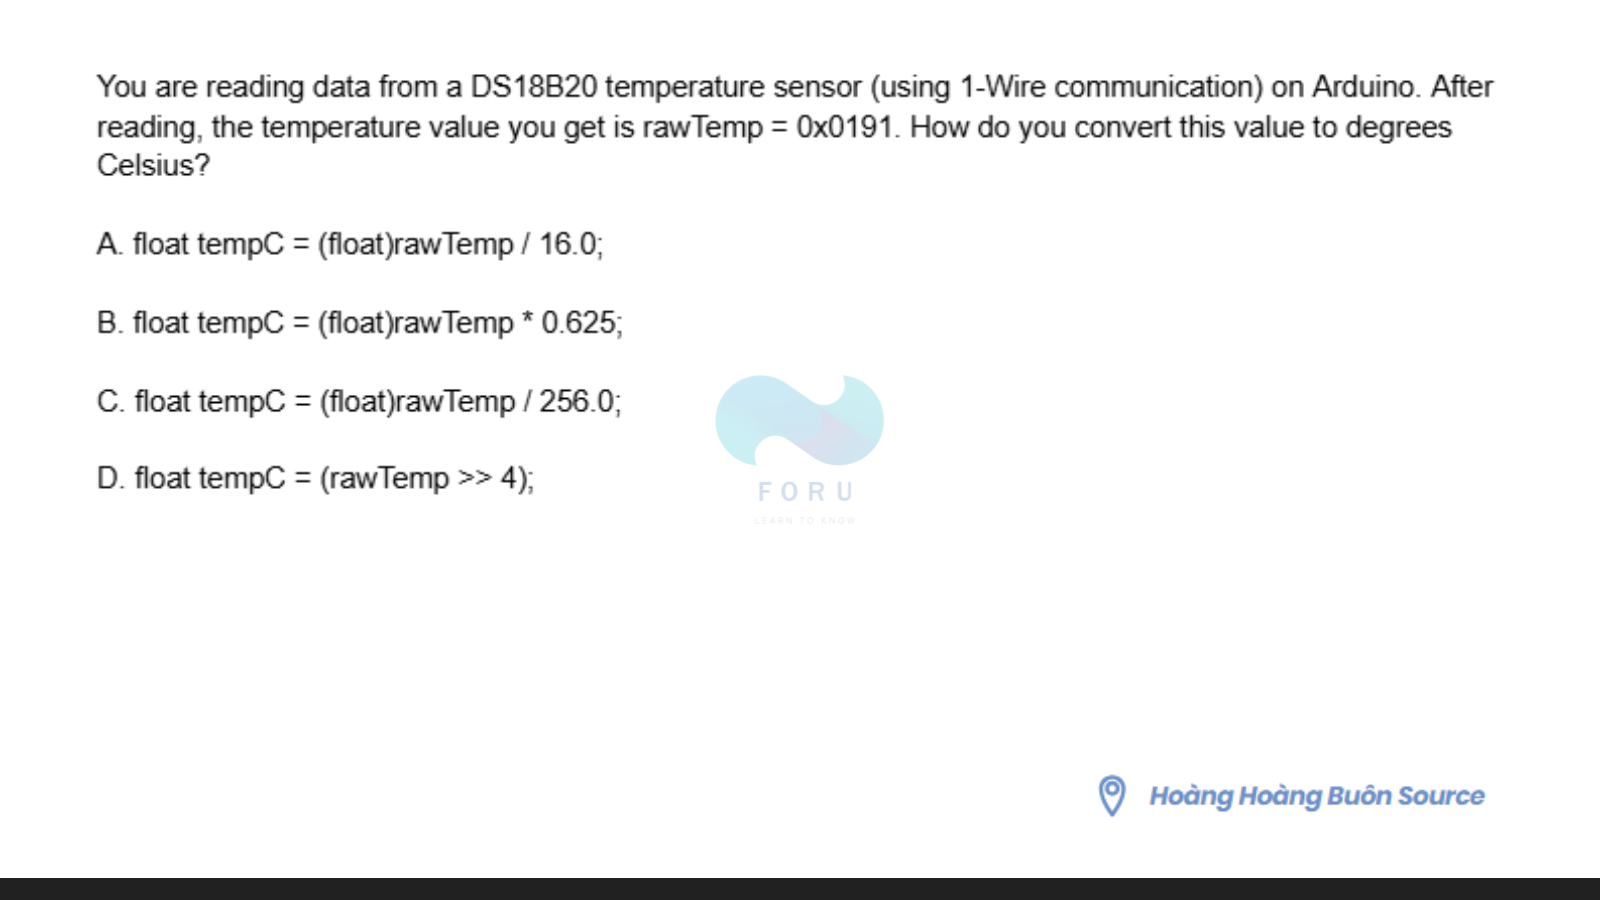 You are reading data from a DS18B20 temperature sensor (using 1-Wire communication) on Arduino. After
reading, the temperature value you get is rawTemp = 0x0191. How do you convert this value to degrees
Celsius?
A. float tempC = (float)rawTemp / 16.0;
B. float tempC = (float)rawTemp * 0.625;
C. float tempC = (float)rawTemp / 256.0;
D. float tempC = (rawTemp >> 4);
FORU
LEARN TO KNOW
Hoàng Hoàng Buôn Source